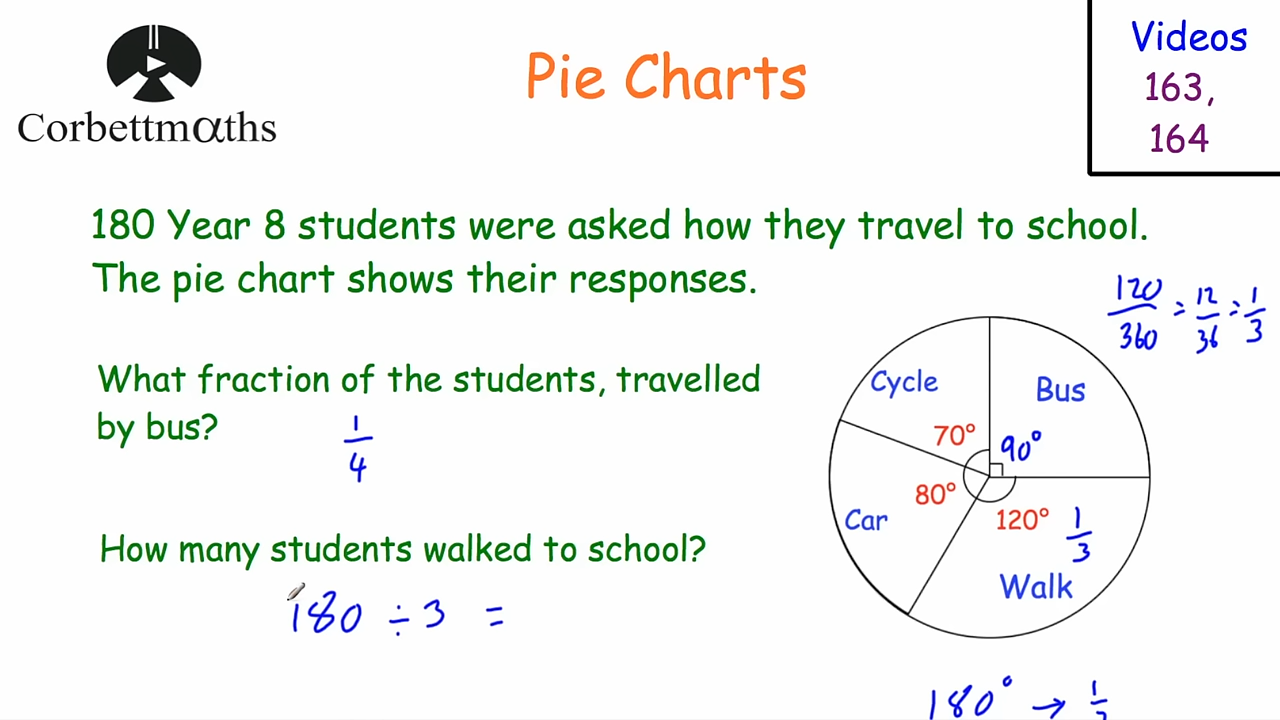 Corbettmαths
Pie Charts
Videos
163,
164
180 Year 8 students were asked how they travel to school.
The pie chart shows their responses.
120/360 = 12/36 = 1/3
What fraction of the students, travelled
by bus?
1/4
Cycle
Bus
70°
90°
80°
Car
120°
1/3
Walk
How many students walked to school?
180 ÷ 3 =
180° →